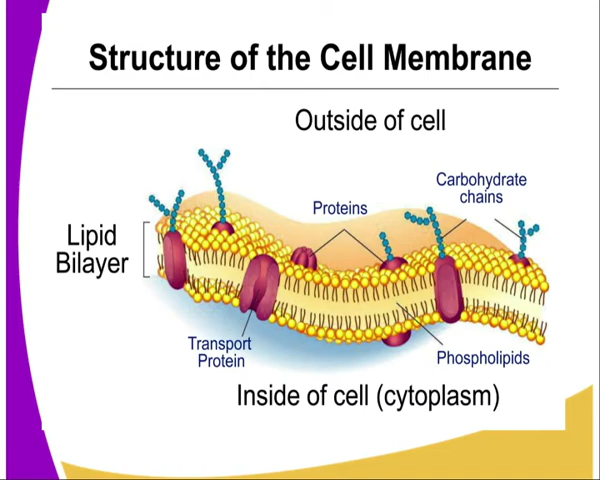 Structure of the Cell Membrane
Outside of cell
Carbohydrate
chains
Proteins
Lipid
Bilayer
Transport
Protein
Phospholipids
Inside of cell (cytoplasm)